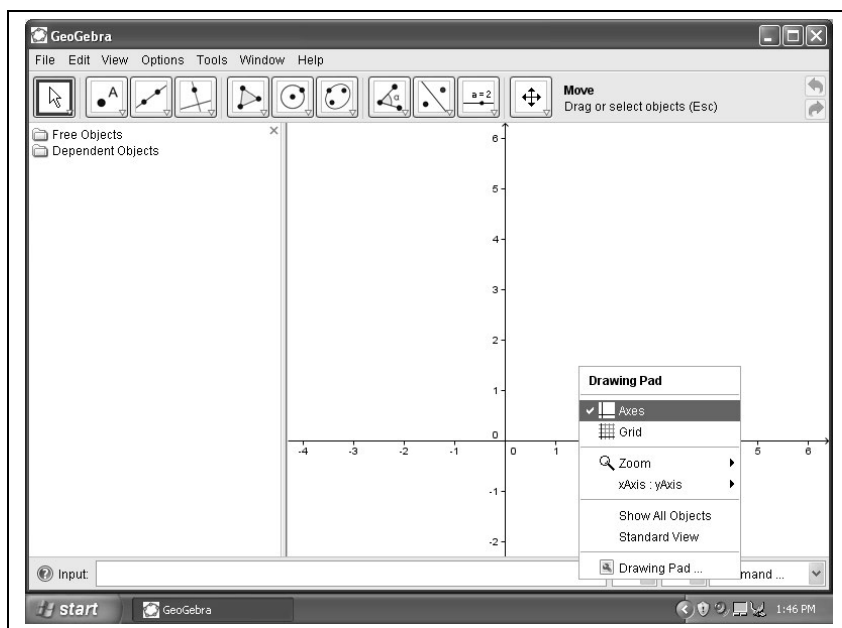 GeoGebra
File Edit View Options Tools Window Help
A
α
a = 2
Move
Drag or select objects (Esc)
Free Objects
Dependent Objects
6
5
4
3
2
1
0
-1
-2
-4 -3 -2 -1 0 1 5 6
Drawing Pad
Axes
Grid
Zoom
xAxis : yAxis
Show All Objects
Standard View
Drawing Pad ...
Input:
mand ...
start GeoGebra 1:46 PM